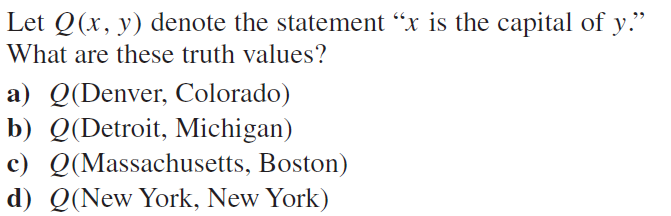 Let Q(x, y) denote the statement “x is the capital of y.”
What are these truth values?
a) Q(Denver, Colorado)
b) Q(Detroit, Michigan)
c) Q(Massachusetts, Boston)
d) Q(New York, New York)